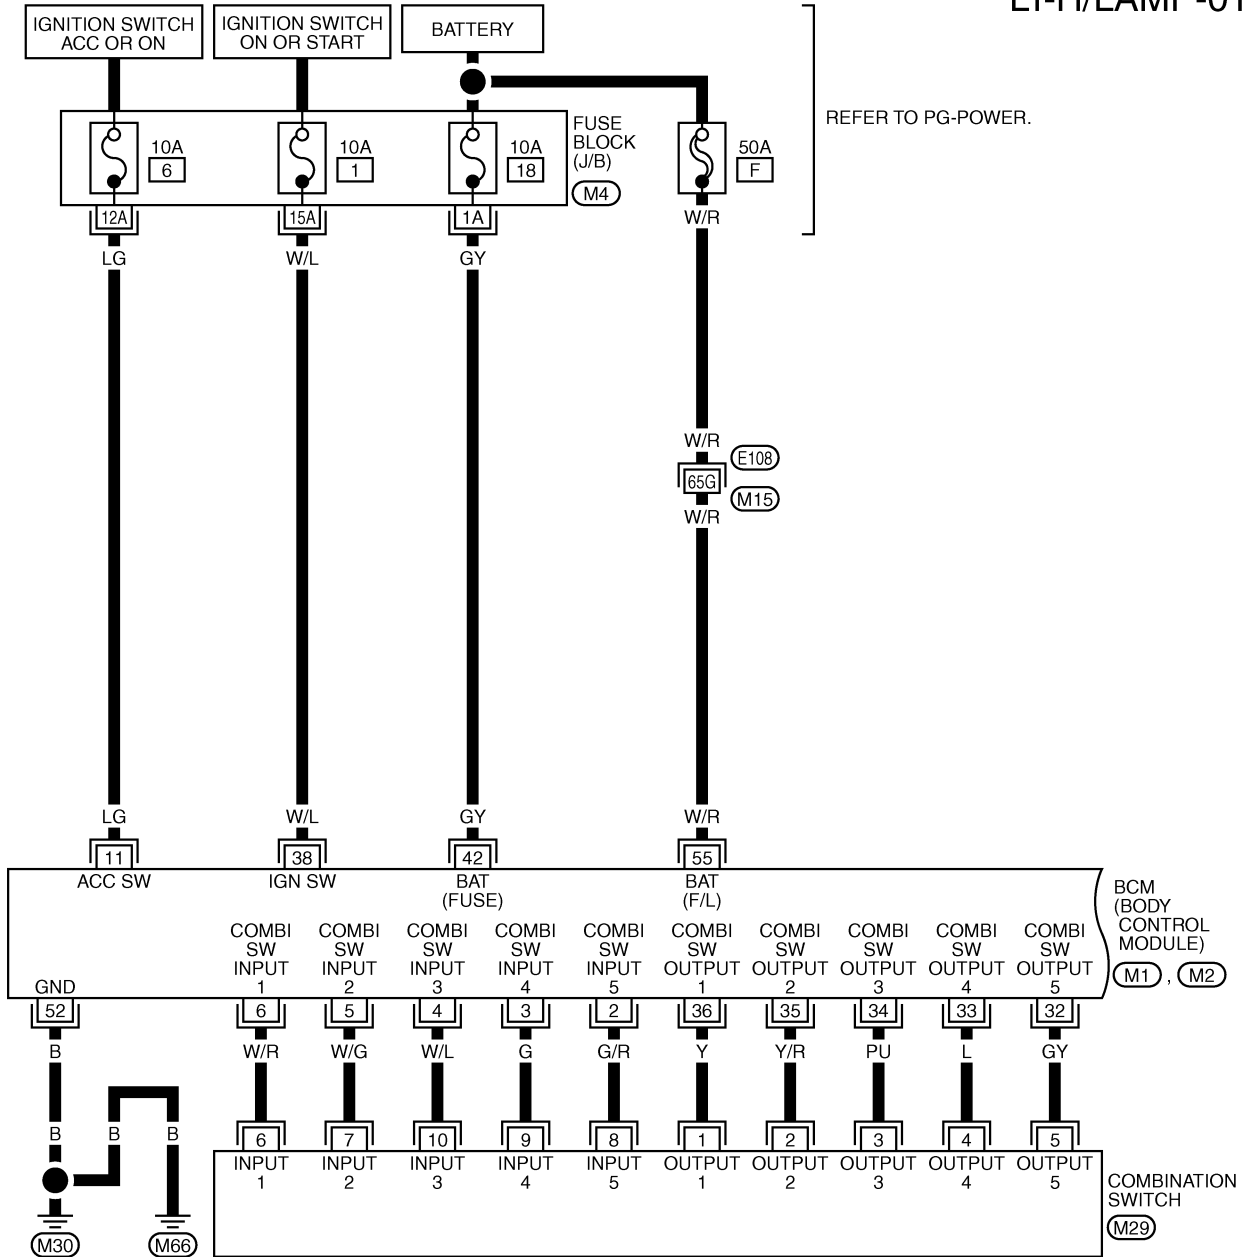 LT-H/LAMP-01
IGNITION SWITCH
ACC OR ON
IGNITION SWITCH
ON OR START
BATTERY
REFER TO PG-POWER.
10A
6
10A
1
10A
18
FUSE
BLOCK
(J/B)
M4
50A
F
12A
15A
1A
W/R
LG
W/L
GY
W/R
E108
65G
M15
W/R
LG
W/L
GY
W/R
11
38
42
55
ACC SW
IGN SW
BAT
(FUSE)
BAT
(F/L)
BCM
(BODY
CONTROL
MODULE)
M1 , M2
COMBI
SW
INPUT
1
COMBI
SW
INPUT
2
COMBI
SW
INPUT
3
COMBI
SW
INPUT
4
COMBI
SW
INPUT
5
COMBI
SW
OUTPUT
1
COMBI
SW
OUTPUT
2
COMBI
SW
OUTPUT
3
COMBI
SW
OUTPUT
4
COMBI
SW
OUTPUT
5
GND
52
6
5
4
3
2
36
35
34
33
32
B
W/R
W/G
W/L
G
G/R
Y
Y/R
PU
L
GY
B
B
B
6
7
10
9
8
1
2
3
4
5
INPUT
1
INPUT
2
INPUT
3
INPUT
4
INPUT
5
OUTPUT
1
OUTPUT
2
OUTPUT
3
OUTPUT
4
OUTPUT
5
COMBINATION
SWITCH
M29
M30
M66